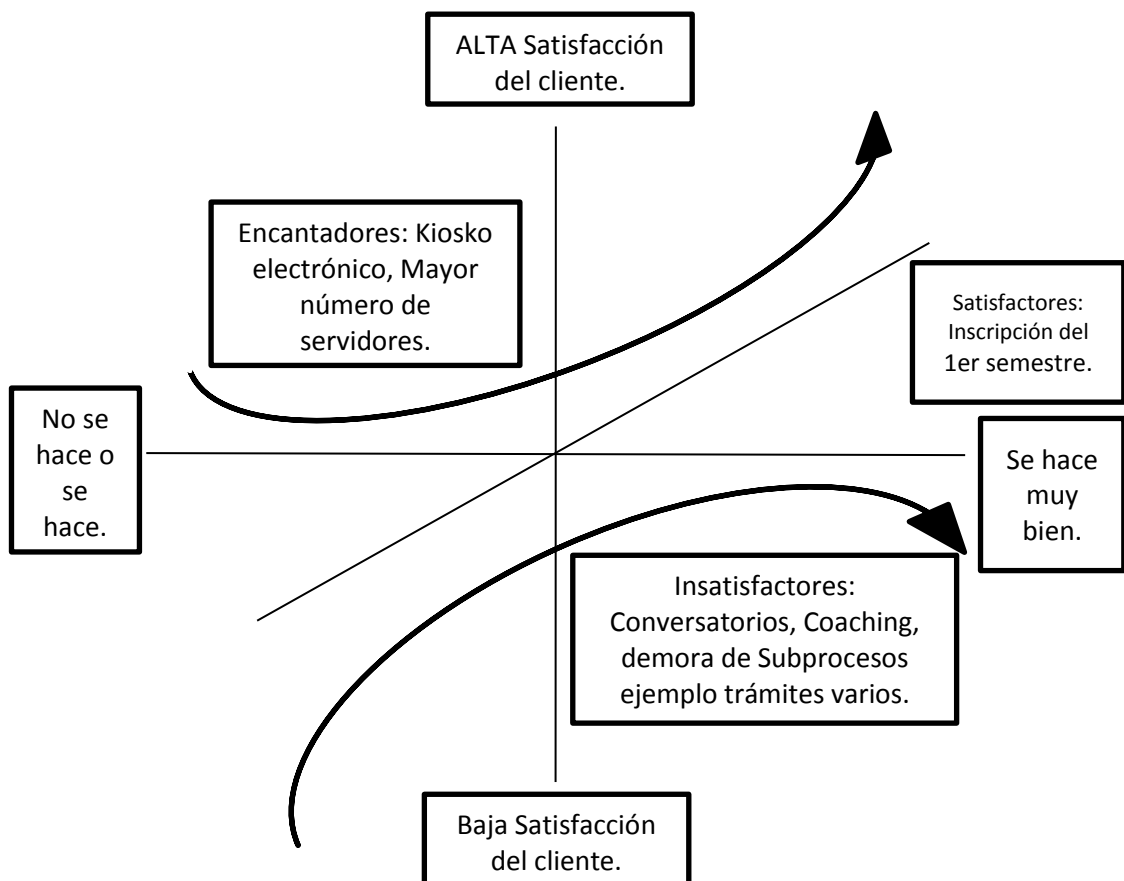 ALTA Satisfacción
del cliente.
Encantadores: Kiosko
electrónico, Mayor
número de
servidores.
Satisfactores:
Inscripción del
1er semestre.
No se
hace o
se
hace.
Se hace
muy
bien.
Insatisfactores:
Conversatorios, Coaching,
demora de Subprocesos
ejemplo trámites varios.
Baja Satisfacción
del cliente.